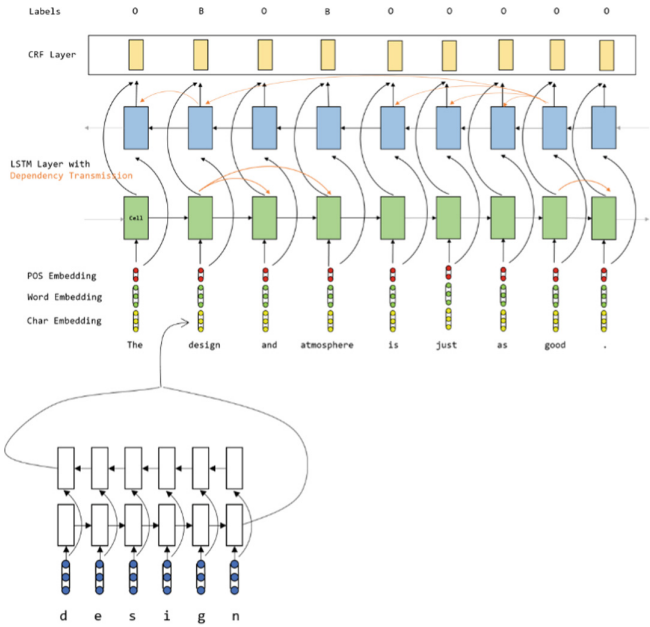 Labels O B O B O O O O O
CRF Layer
LSTM Layer with
Dependency Transmission
Cell
POS Embedding
Word Embedding
Char Embedding
The design and atmosphere is just as good .
d e s i g n